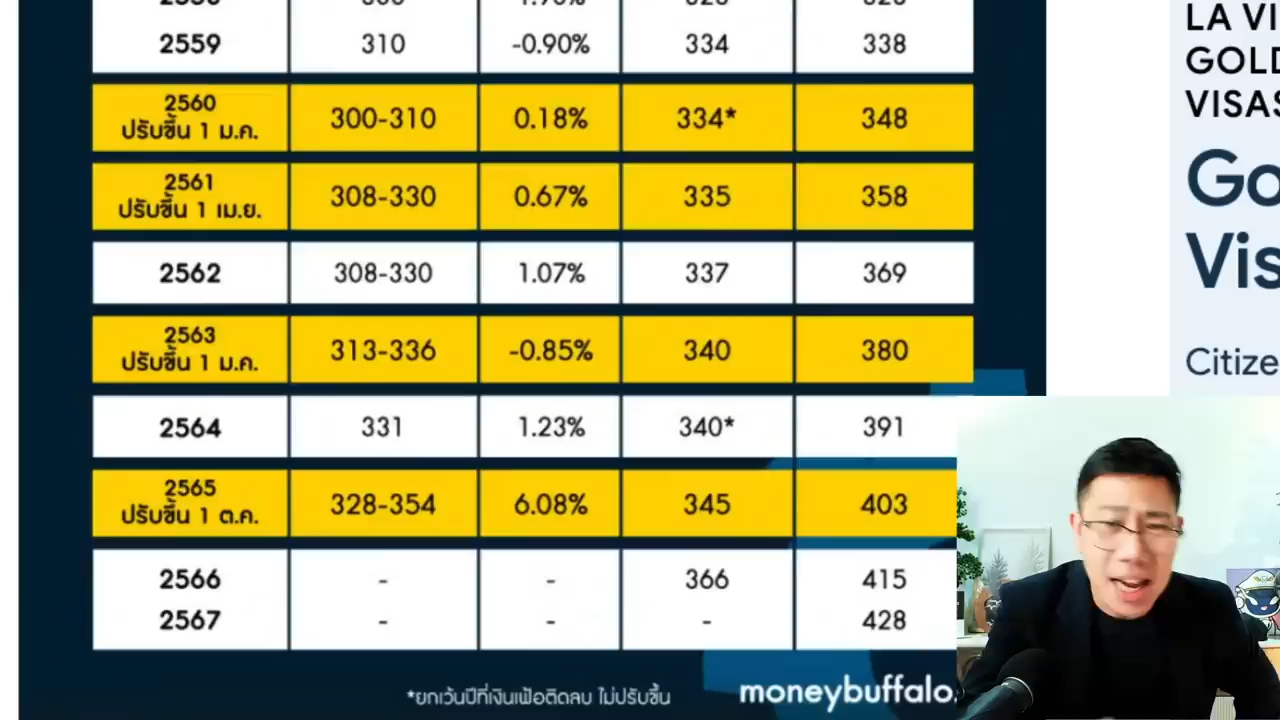 2559 310 -0.90% 334 338
2560
ปรับขึ้น 1 ม.ค. 300-310 0.18% 334* 348
2561
ปรับขึ้น 1 เม.ย. 308-330 0.67% 335 358
2562 308-330 1.07% 337 369
2563
ปรับขึ้น 1 ม.ค. 313-336 -0.85% 340 380
2564 331 1.23% 340* 391
2565
ปรับขึ้น 1 ต.ค. 328-354 6.08% 345 403
2566 - - 366 415
2567 - - - 428
*ยกเว้นปีที่เงินเฟ้อติดลบ ไม่ปรับขึ้น
moneybuffalo.
LA VI
GOLD
VISAS
Go
Vis
Citize